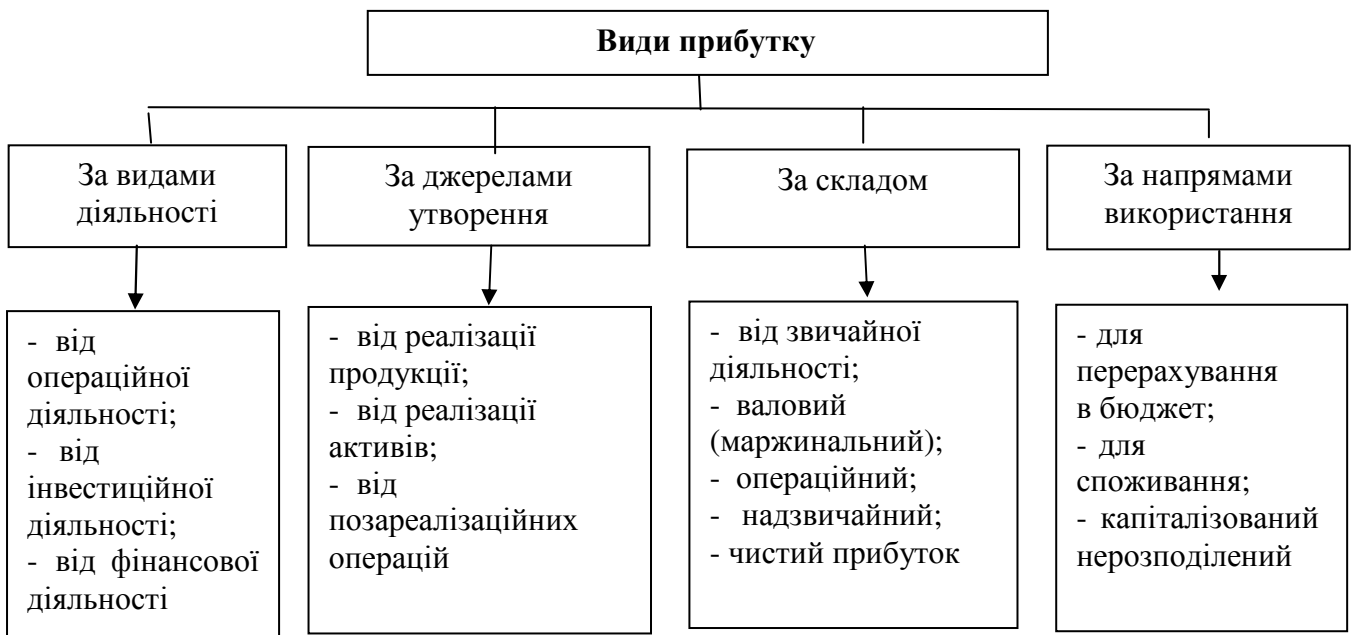 Види прибутку
За видами
діяльності
За джерелами
утворення
За складом
За напрямами
використання
- від
операційної
діяльності;
- від
інвестиційної
діяльності;
- від фінансової
діяльності
- від реалізації
продукції;
- від реалізації
активів;
- від
позареалізаційних
операцій
- від звичайної
діяльності;
- валовий
(маржинальний);
- операційний;
- надзвичайний;
- чистий прибуток
- для
перерахування
в бюджет;
- для
споживання;
- капіталізований
нерозподілений